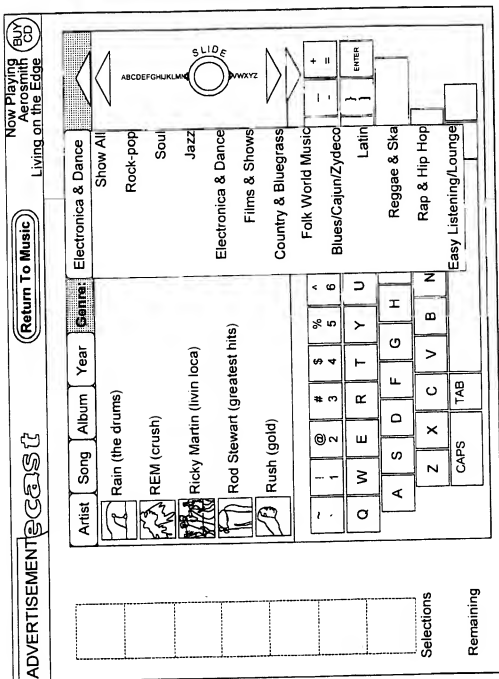 ADVERTISEMENT ecast
Return To Music
Now Playing
Aerosmith
Living on the Edge
BUY
CD
Artist Song Album Year Genre: Electronica & Dance
Rain (the drums)
REM (crush)
Ricky Martin (livin loca)
Rod Stewart (greatest hits)
Rush (gold)
Show All
Rock-pop
Soul
Jazz
Electronica & Dance
Films & Shows
Country & Bluegrass
Folk World Music
Blues/Cajun/Zydeco
Latin
Reggae & Ska
Rap & Hip Hop
Easy Listening/Lounge
SLIDE
ABCDEFGHIJKLMN VWXYZ
~ ! @ # $ % ^ + 
` 1 2 3 4 5 6 - =
Q W E R T Y U } ENTER
A S D F G H
Z X C V B N
CAPS TAB
Selections
Remaining